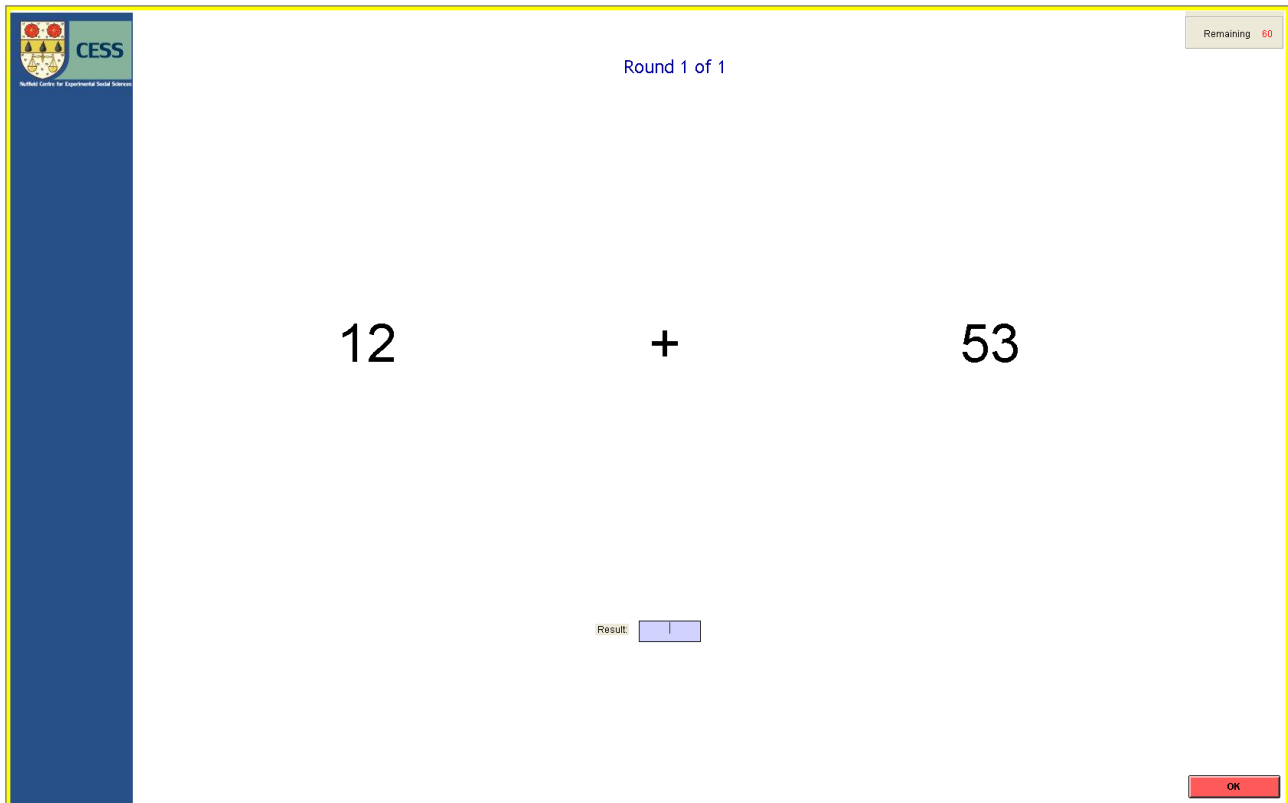 CESS
Nuffield Centre for Experimental Social Sciences
Remaining 60
Round 1 of 1
12 + 53
Result:
OK